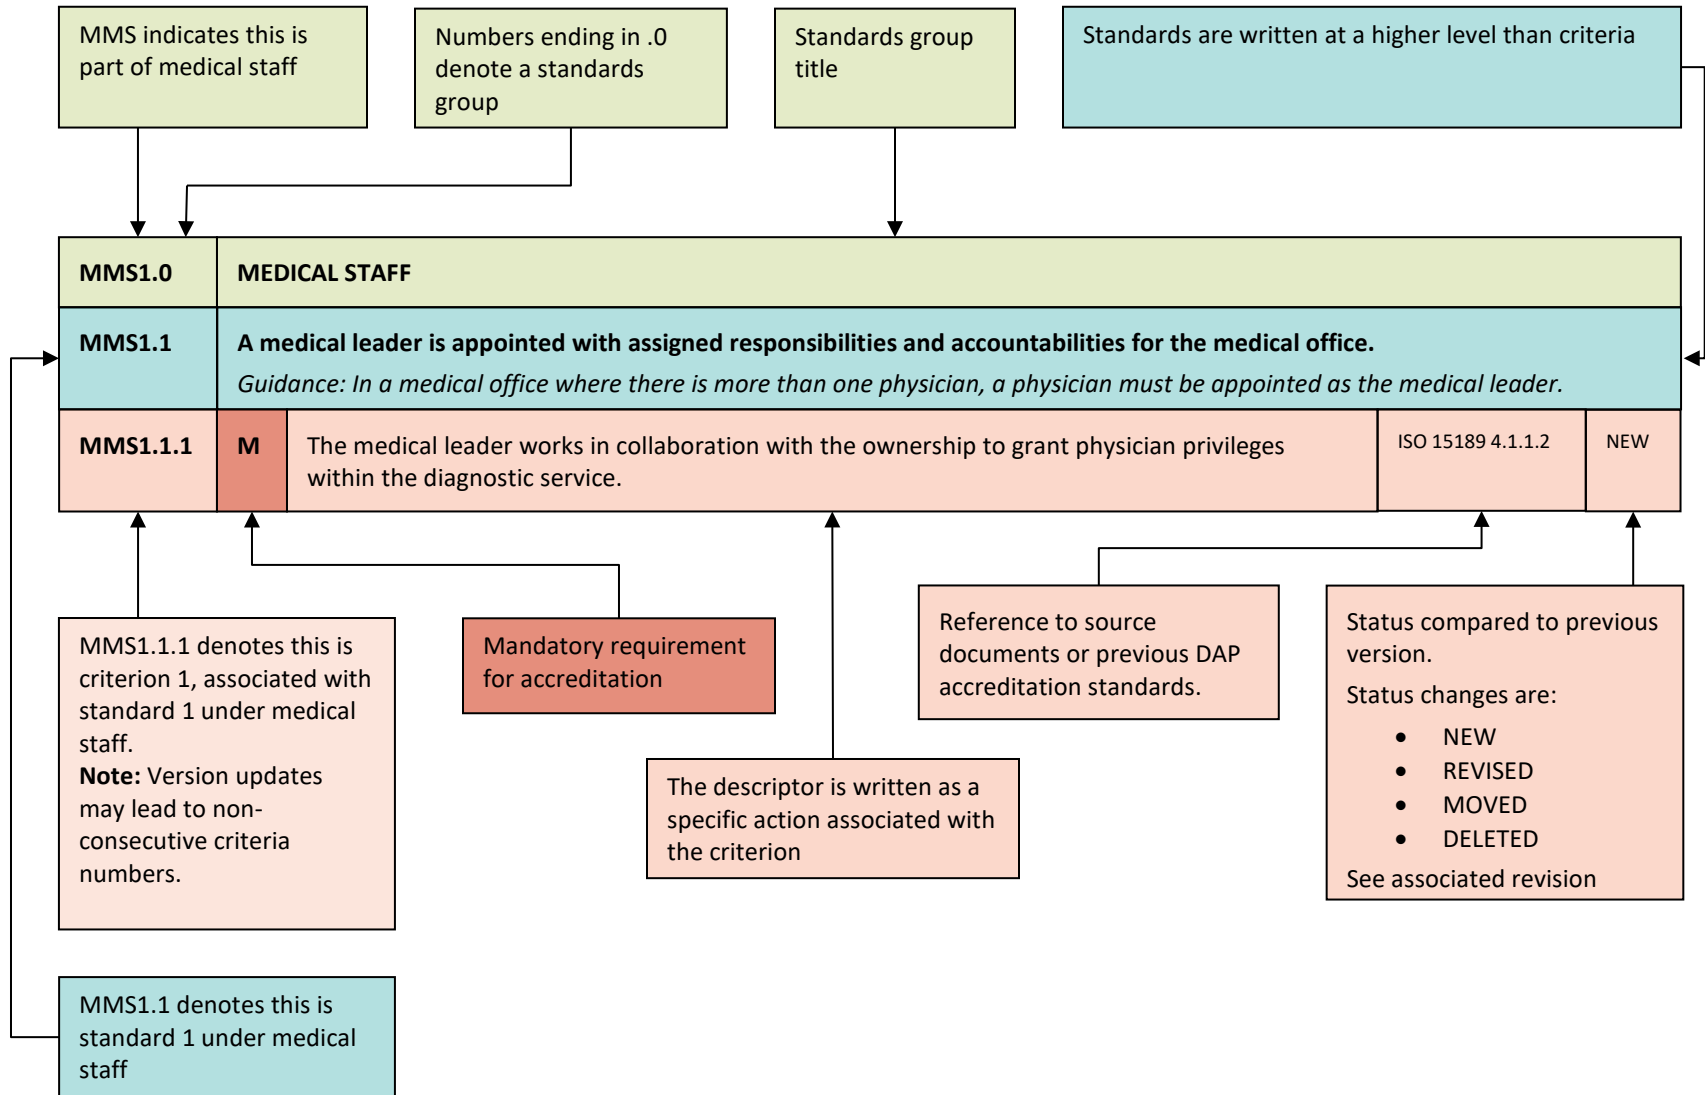 MMS indicates this is
part of medical staff
Numbers ending in .0
denote a standards
group
Standards group
title
Standards are written at a higher level than criteria
MMS1.0
MEDICAL STAFF
MMS1.1
A medical leader is appointed with assigned responsibilities and accountabilities for the medical office.
Guidance: In a medical office where there is more than one physician, a physician must be appointed as the medical leader.
MMS1.1.1
M
The medical leader works in collaboration with the ownership to grant physician privileges
within the diagnostic service.
ISO 15189 4.1.1.2
NEW
MMS1.1.1 denotes this is
criterion 1, associated with
standard 1 under medical
staff.
Note: Version updates
may lead to non-
consecutive criteria
numbers.
Mandatory requirement
for accreditation
The descriptor is written as a
specific action associated with
the criterion
Reference to source
documents or previous DAP
accreditation standards.
Status compared to previous
version.
Status changes are:
• NEW
• REVISED
• MOVED
• DELETED
See associated revision
MMS1.1 denotes this is
standard 1 under medical
staff